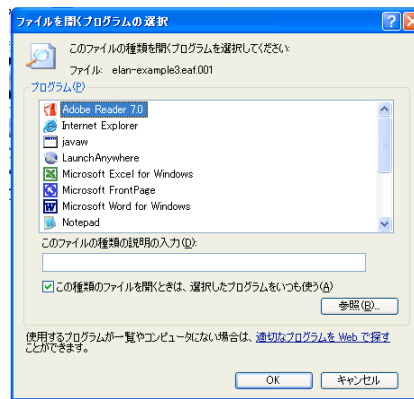 ファイルを開くプログラムの選択
このファイルの種類を開くプログラムを選択してください:
ファイル: elan-example3.eaf.001
プログラム(P)
Adobe Reader 7.0
Internet Explorer
javaw
LaunchAnywhere
Microsoft Excel for Windows
Microsoft FrontPage
Microsoft Word for Windows
Notepad
このファイルの種類の説明の入力(D):
この種類のファイルを開くときは、選択したプログラムをいつも使う(A)
参照(B)...
使用するプログラムが一覧やコンピュータにない場合は、適切なプログラムを Web で探す
ことができます。
OK キャンセル